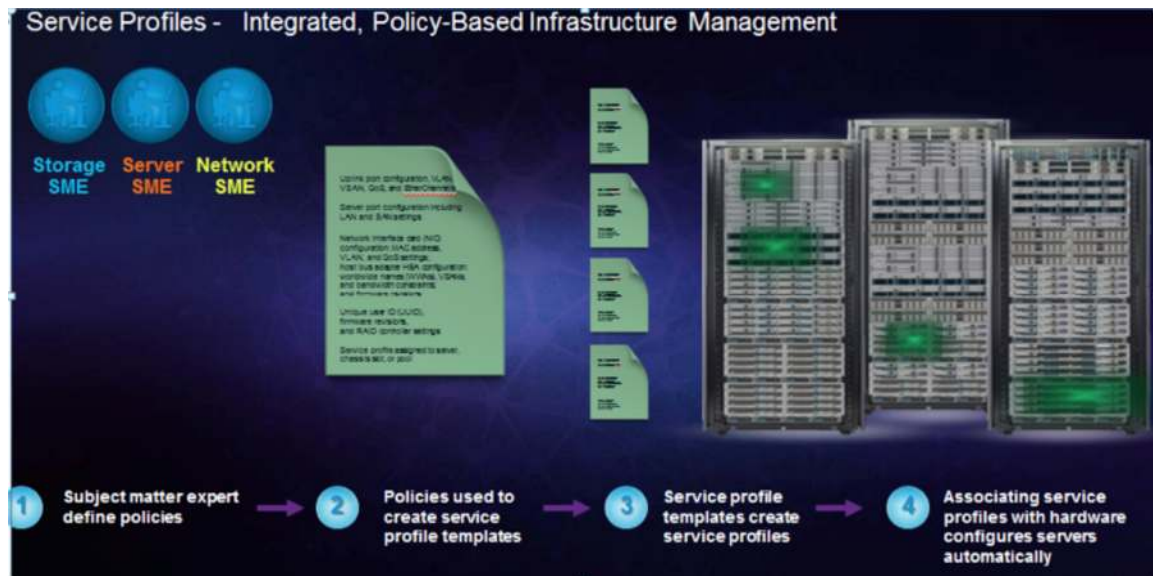 Service Profiles - Integrated, Policy-Based Infrastructure Management
Storage SME
Server SME
Network SME
Uplink port configuration, VLAN,
VSAN, QoS, and EtherChannels
Server port configuration including
LAN and SAN settings
Network interface card (NIC)
configuration: MAC address,
VLAN, and QoS settings;
host bus adapter HBA configuration:
worldwide names (WWNs), VSANs,
and bandwidth constraints;
and firmware revisions
Unique user ID (UUID),
firmware revisions,
and RAID controller settings
Service profile assigned to server,
chassis slot, or pool
1
Subject matter expert
define policies
2
Policies used to
create service
profile templates
3
Service profile
templates create
service profiles
4
Associating service
profiles with hardware
configures servers
automatically